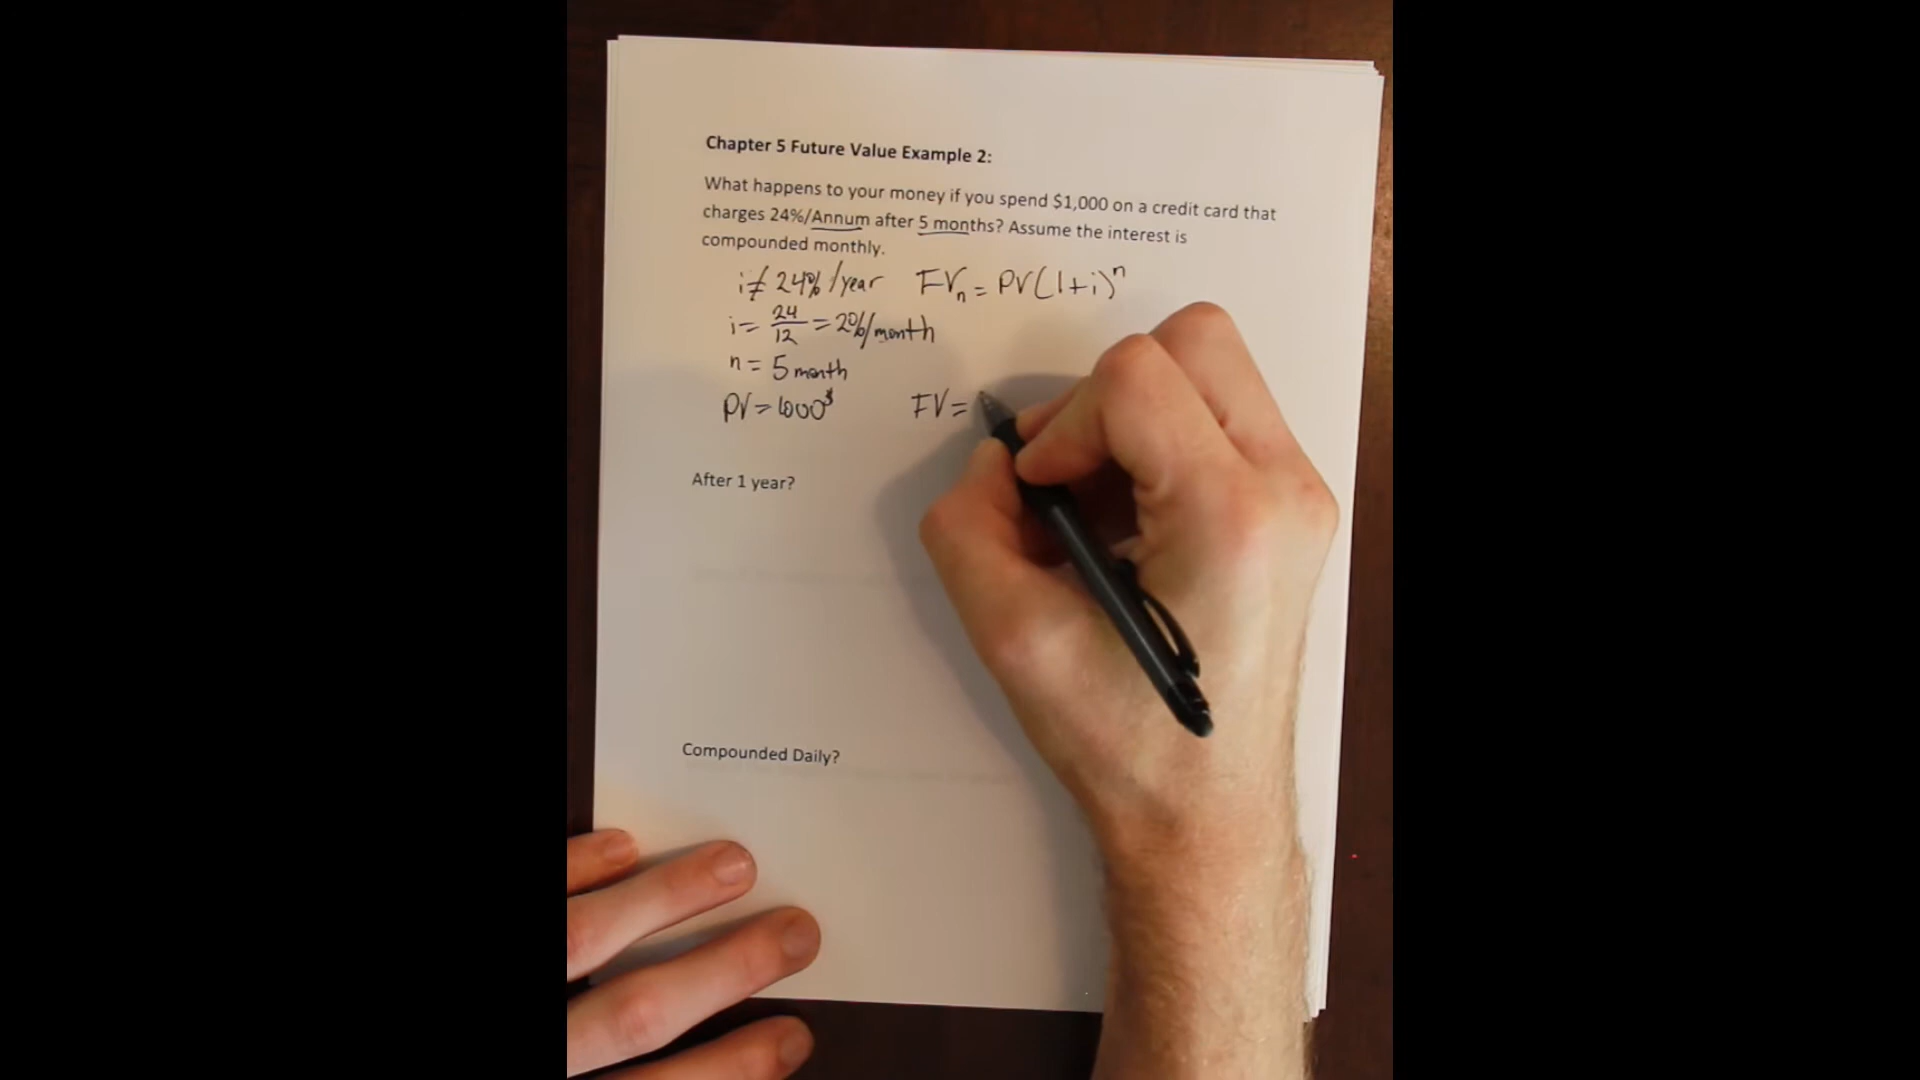 Chapter 5 Future Value Example 2:
What happens to your money if you spend $1,000 on a credit card that
charges 24%/Annum after 5 months? Assume the interest is
compounded monthly.
i ≠ 24%/year FVn = PV(1+i)^n
i = 24/12 = 2%/month
n = 5 month
PV = 1000$ FV =
After 1 year?
Compounded Daily?